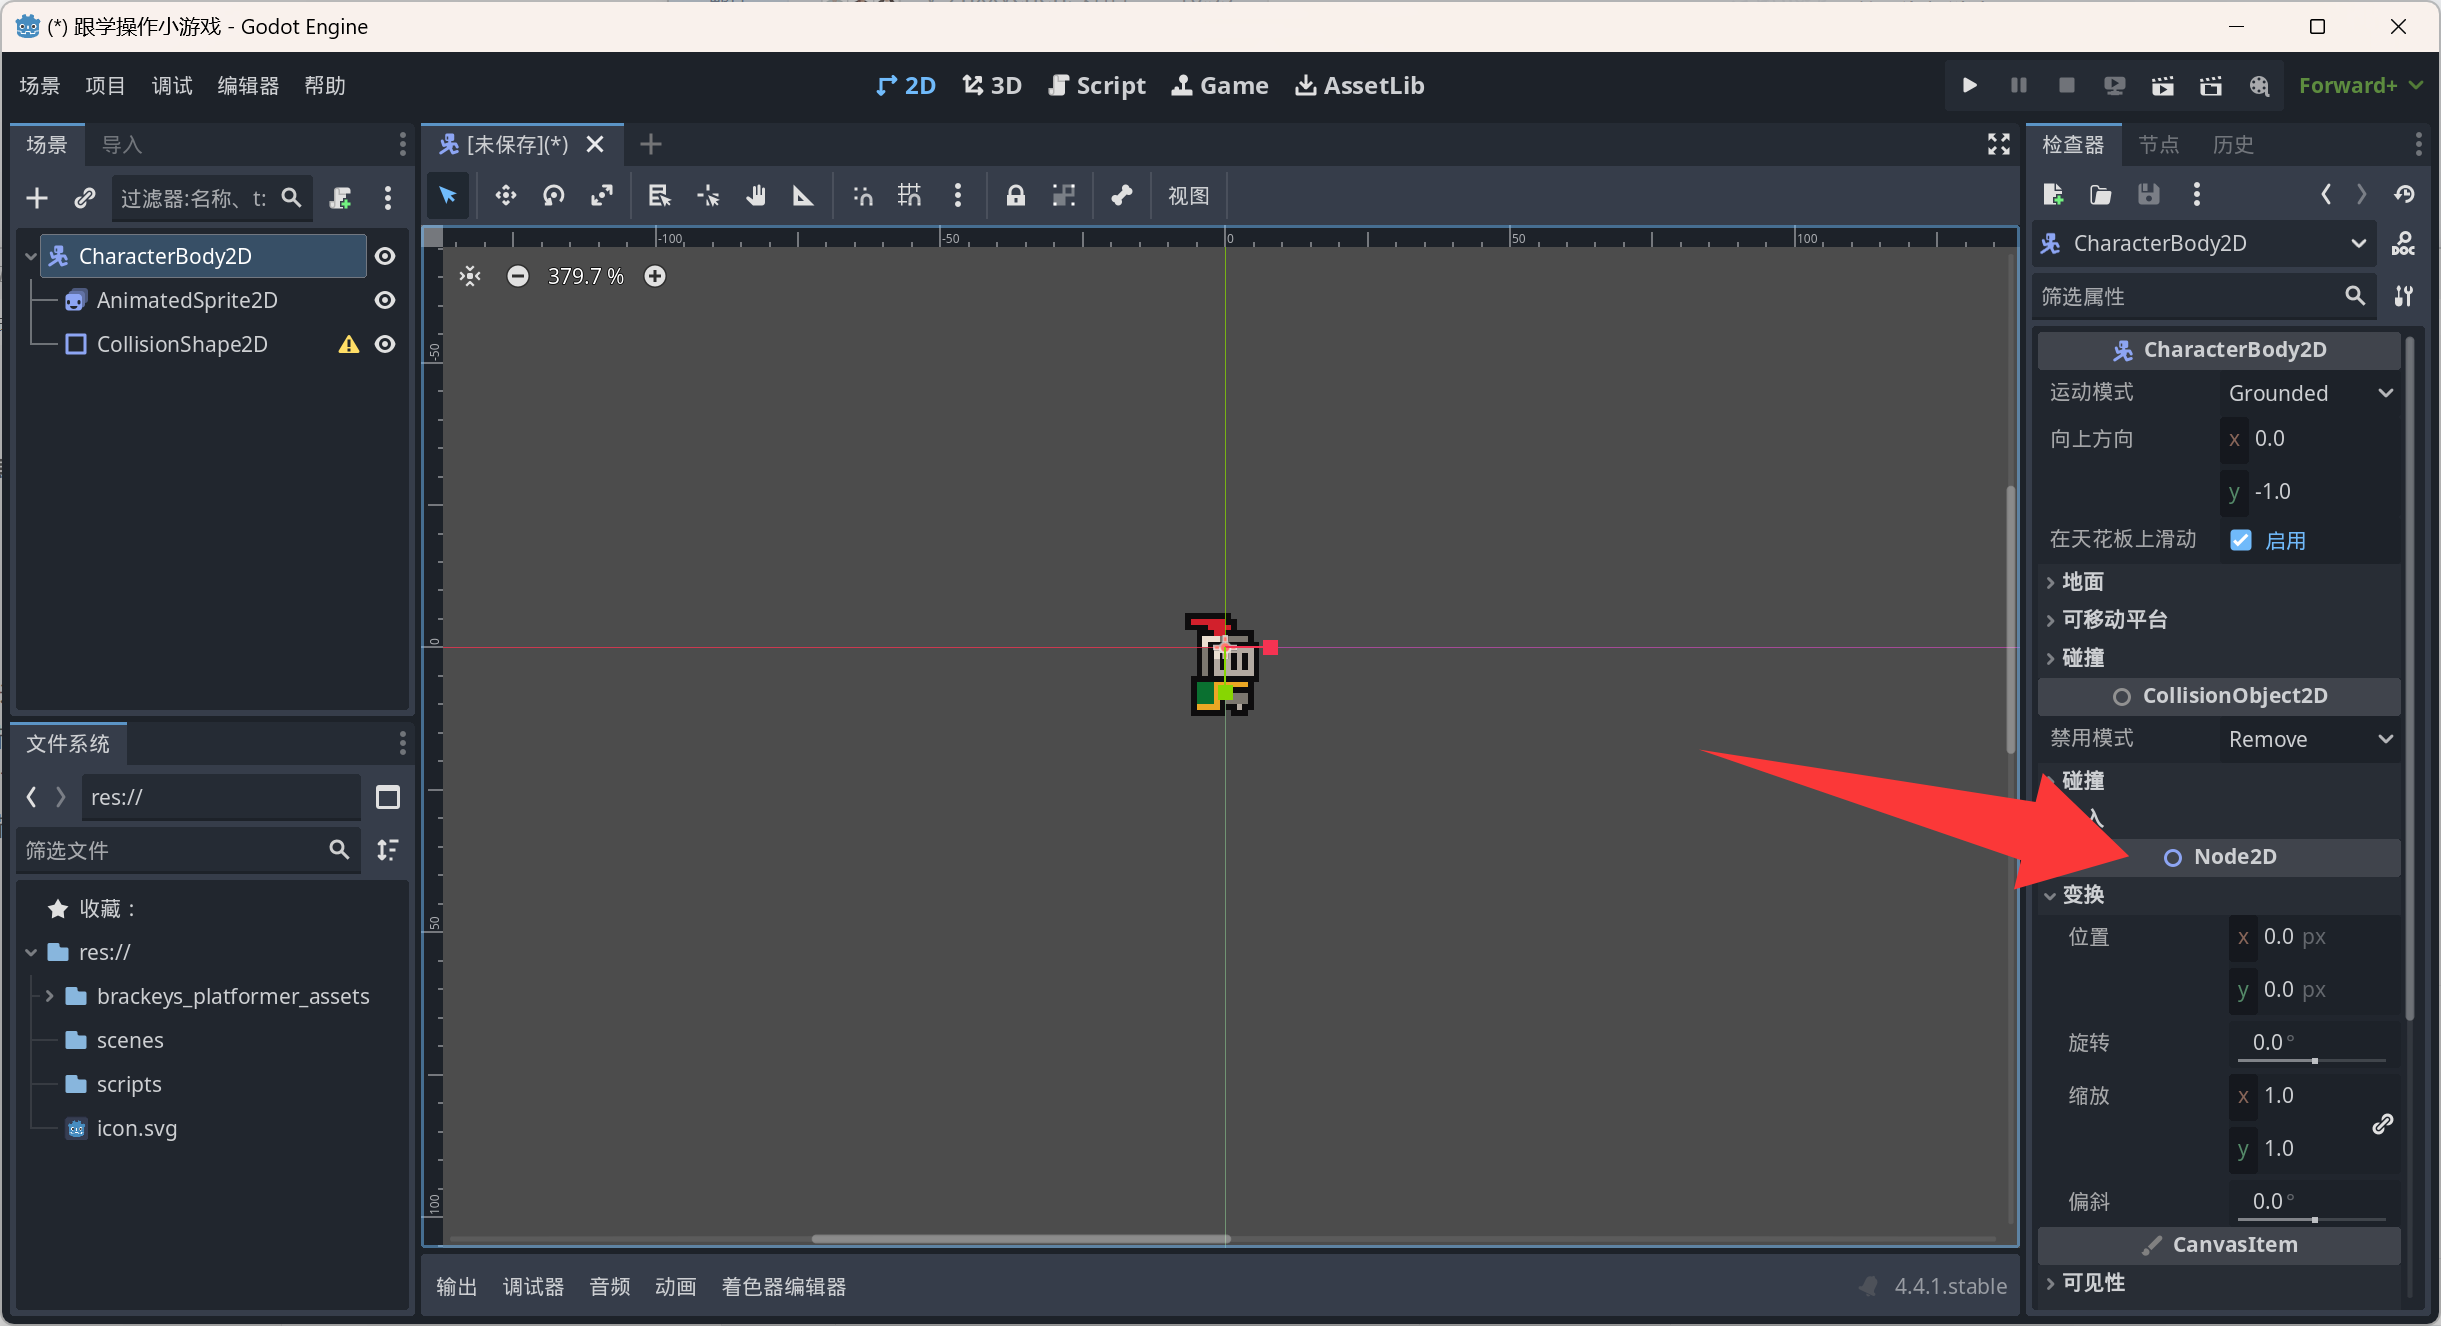 (*) 跟学操作小游戏 - Godot Engine
场景 项目 调试 编辑器 帮助
2D 3D Script Game AssetLib
Forward+
场景 导入
[未保存](*)
检查器 节点 历史
过滤器:名称、t:
视图
CharacterBody2D
AnimatedSprite2D
CollisionShape2D
379.7 %
-100 -50 0 50 100
-50
0
50
100
文件系统
res://
筛选文件
收藏：
res://
brackeys_platformer_assets
scenes
scripts
icon.svg
输出 调试器 音频 动画 着色器编辑器
4.4.1.stable
CharacterBody2D
DOC
筛选属性
CharacterBody2D
运动模式 Grounded
向上方向 x 0.0
y -1.0
在天花板上滑动 启用
地面
可移动平台
碰撞
CollisionObject2D
禁用模式 Remove
碰撞
入
Node2D
变换
位置 x 0.0 px
y 0.0 px
旋转 0.0 °
缩放 x 1.0
y 1.0
偏斜 0.0 °
CanvasItem
可见性